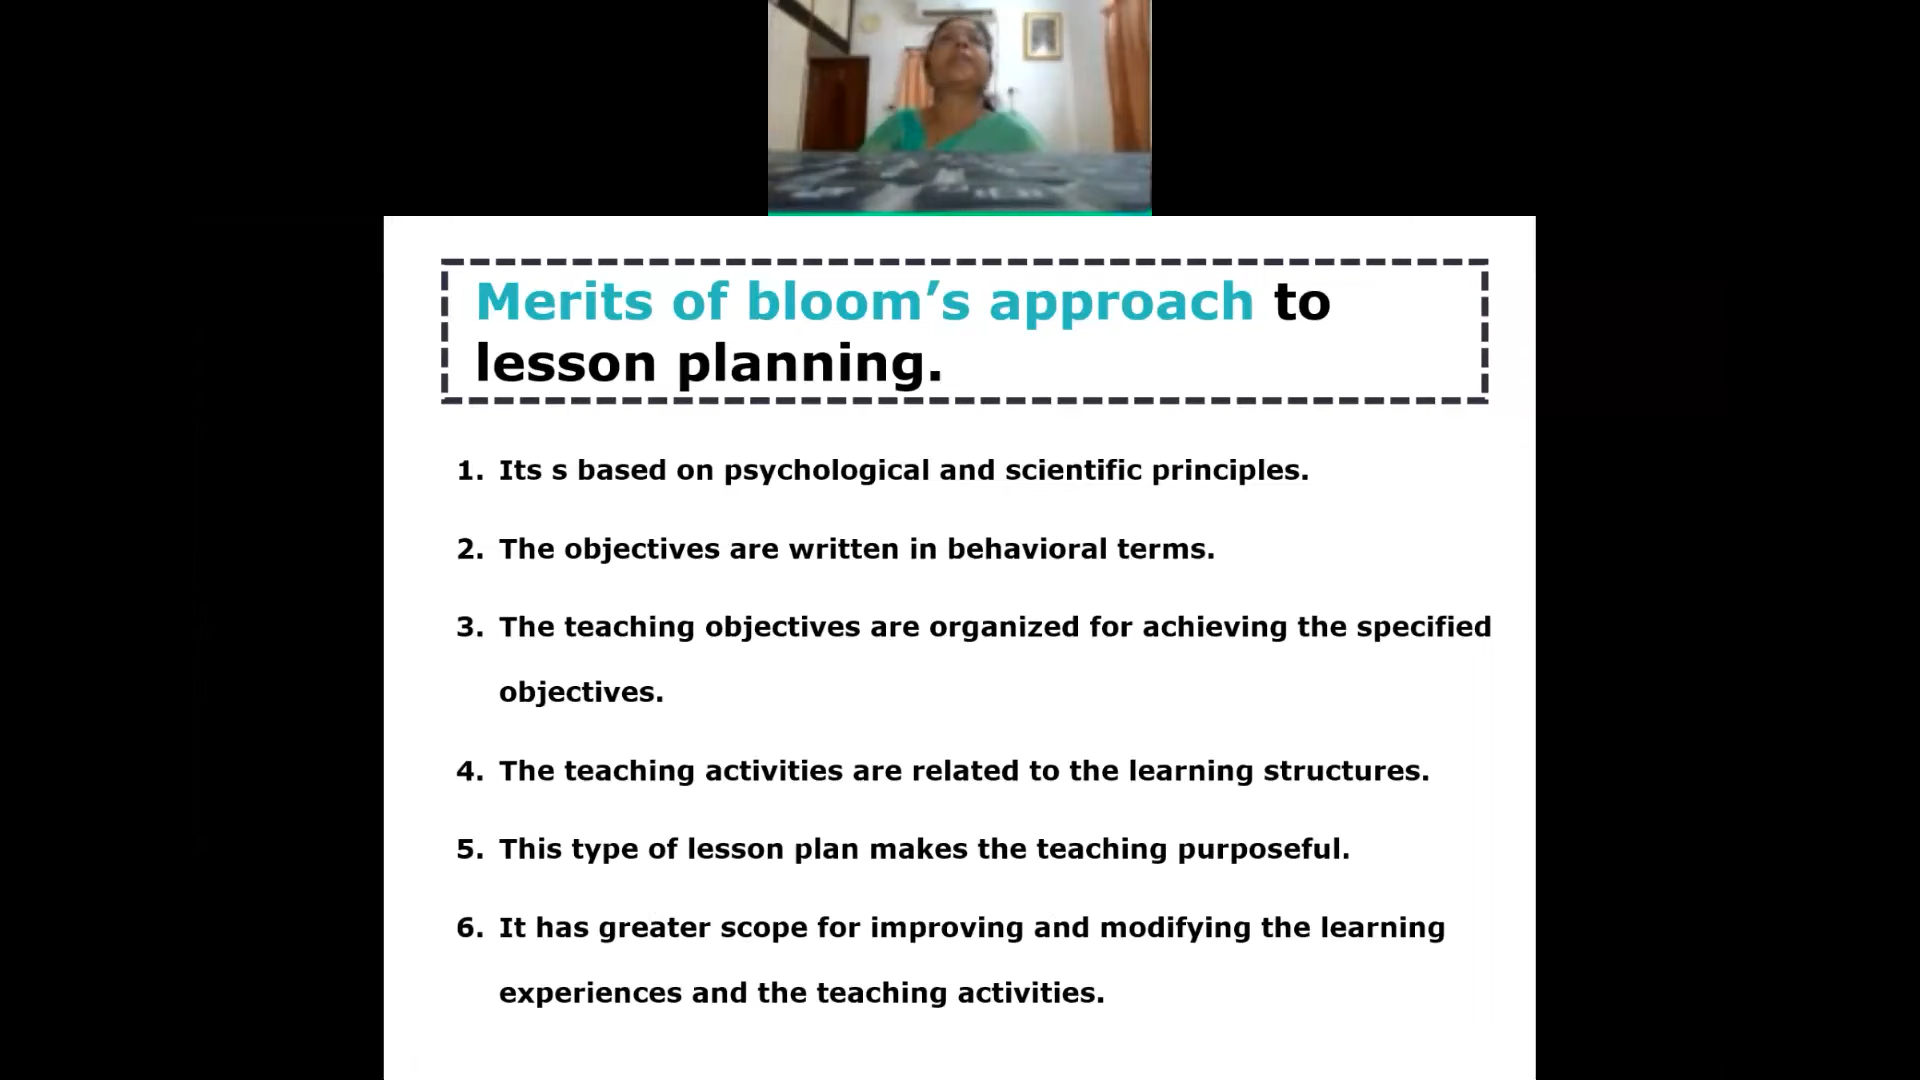 Merits of bloom’s approach to
lesson planning.
1. Its s based on psychological and scientific principles.
2. The objectives are written in behavioral terms.
3. The teaching objectives are organized for achieving the specified
objectives.
4. The teaching activities are related to the learning structures.
5. This type of lesson plan makes the teaching purposeful.
6. It has greater scope for improving and modifying the learning
experiences and the teaching activities.